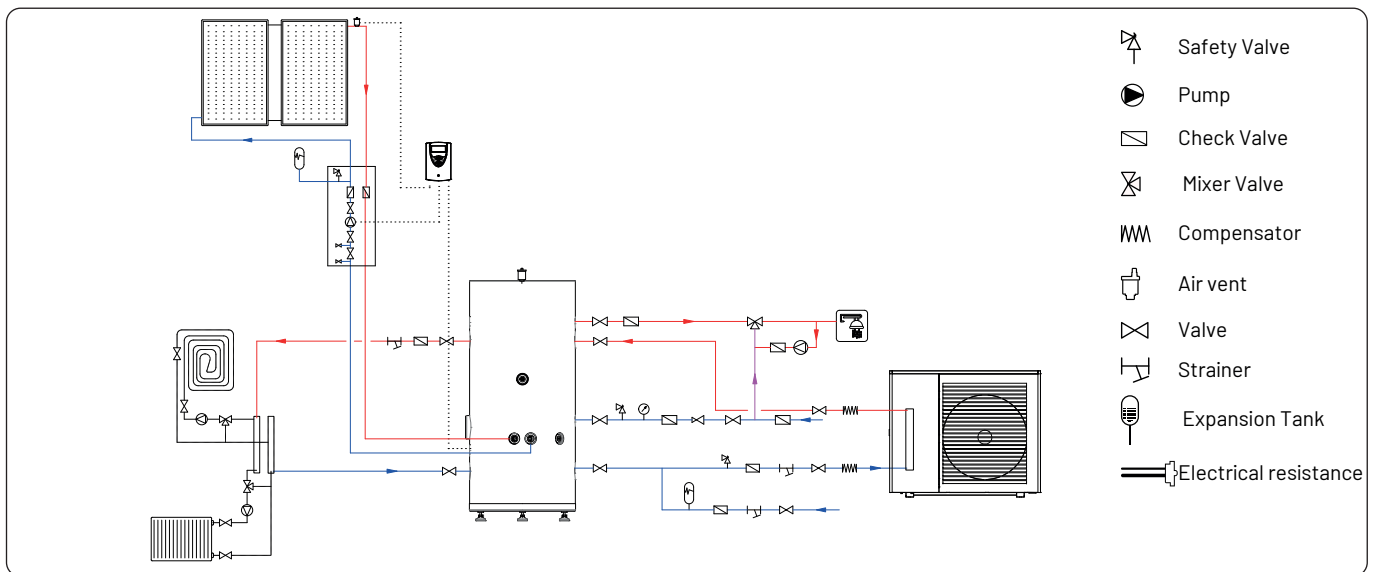 Safety Valve
Pump
Check Valve
Mixer Valve
Compensator
Air vent
Valve
Strainer
Expansion Tank
Electrical resistance